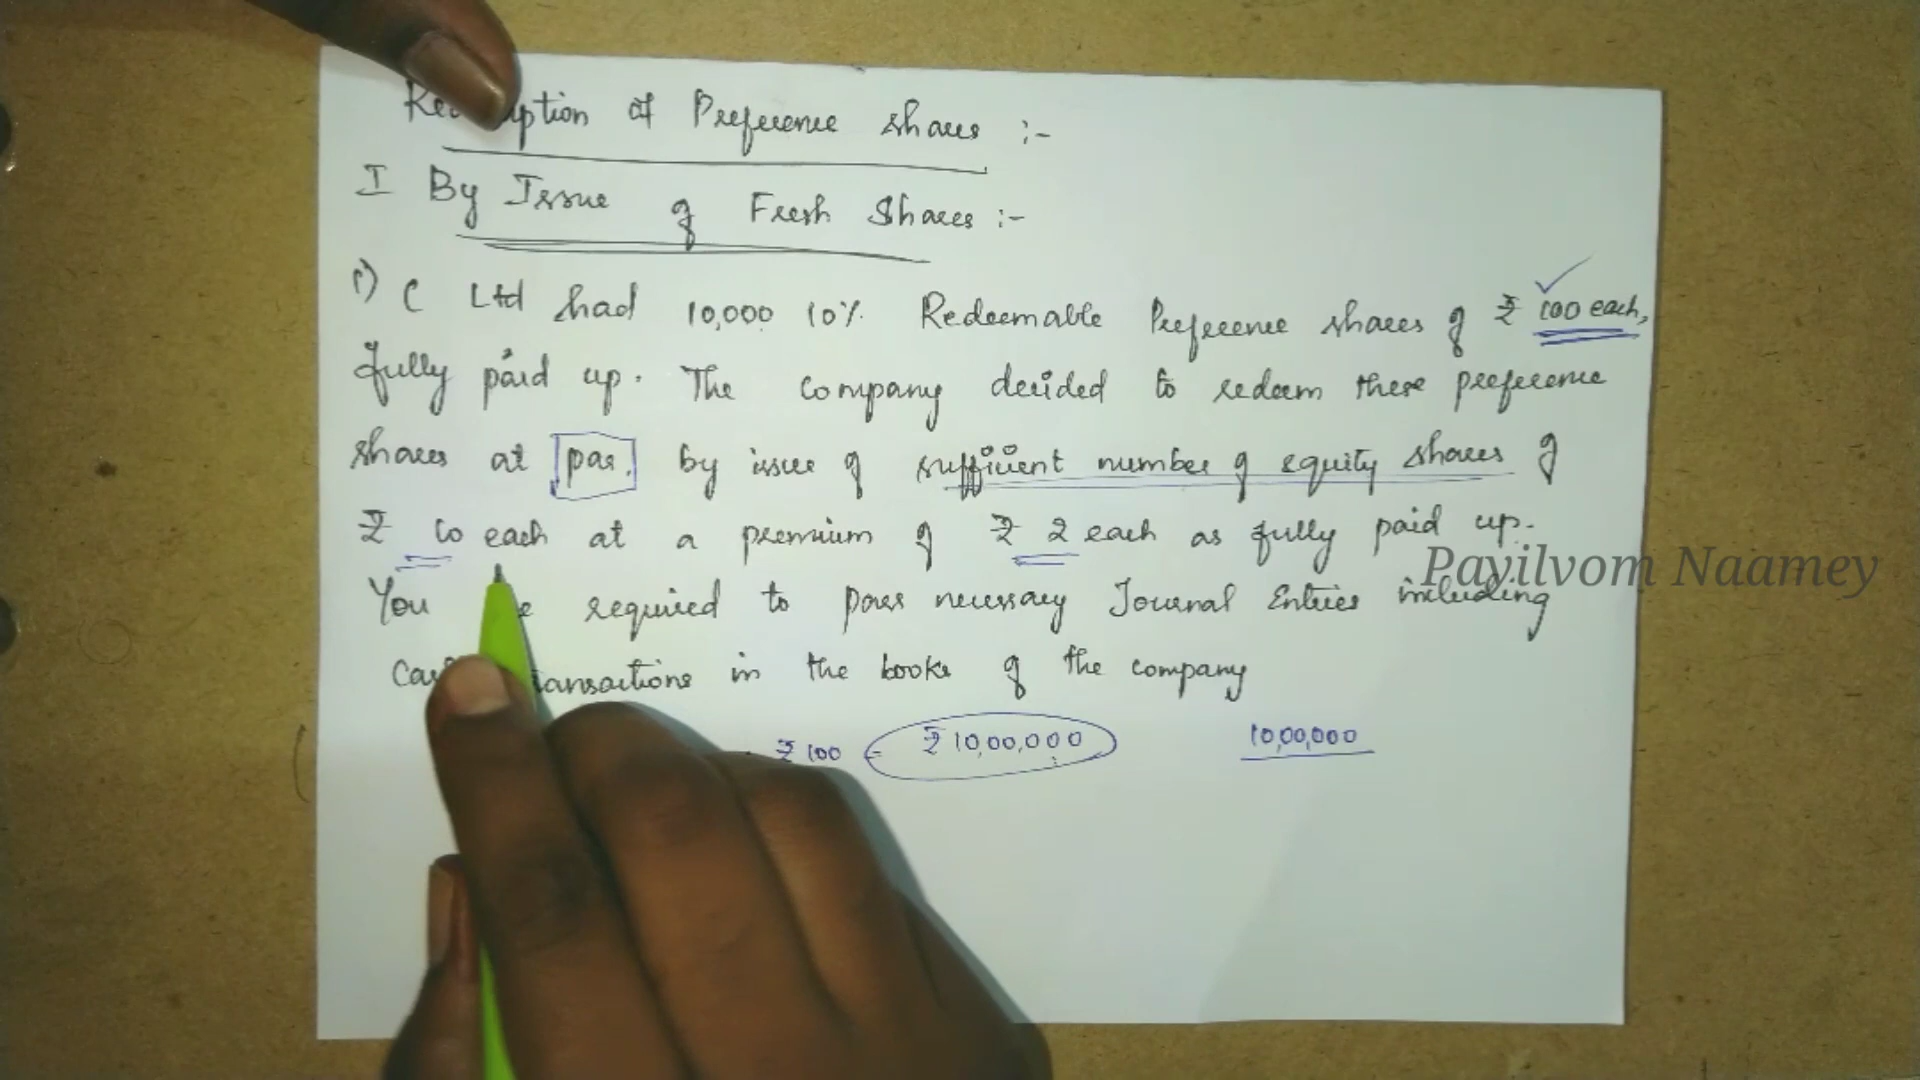 of Preference shares :-
I By Issue of Fresh Shares :-
1) C Ltd had 10,000 10% Redeemable Preference shares of ₹ 100 each,
fully paid up. The company decided to redeem these preference
shares at par. by issue of sufficient number of equity shares of
₹ 10 each at a premium of ₹ 2 each as fully paid up.
Payilvom Naamey
You required to pass necessary Journal Entries including
in the books of the company
₹ 100 = ₹ 10,00,000 10,00,000